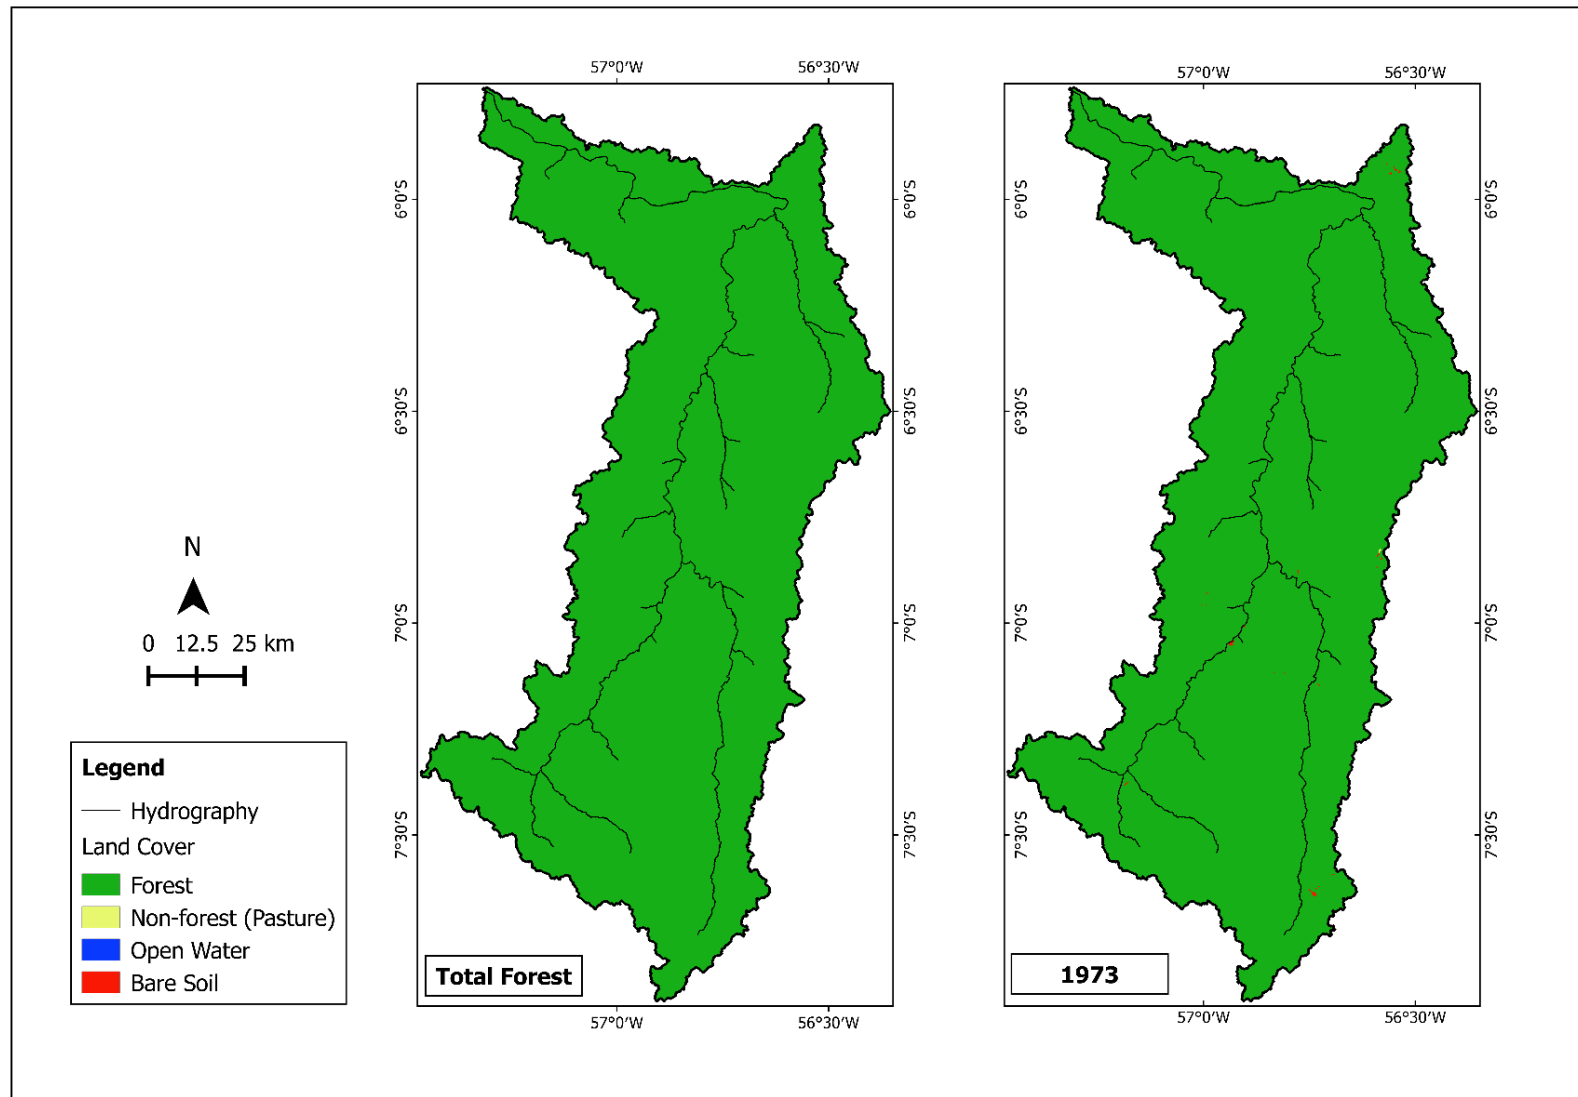 57°0'W 56°30'W
57°0'W 56°30'W
6°0'S 6°0'S 6°0'S 6°0'S
6°30'S 6°30'S 6°30'S 6°30'S
N
7°0'S 7°0'S 7°0'S 7°0'S
0 12.5 25 km
7°30'S 7°30'S 7°30'S 7°30'S
Legend
Hydrography
Land Cover
Forest
Non-forest (Pasture)
Open Water
Bare Soil
Total Forest
1973
57°0'W 56°30'W
57°0'W 56°30'W